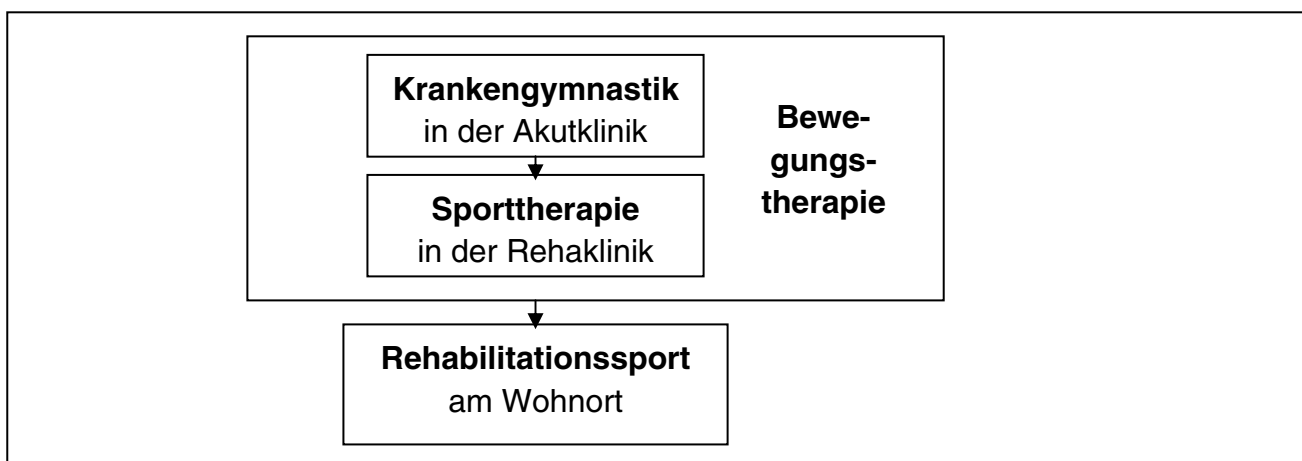 Krankengymnastik
in der Akutklinik
Sporttherapie
in der Rehaklinik
Bewe-
gungs-
therapie
Rehabilitationssport
am Wohnort